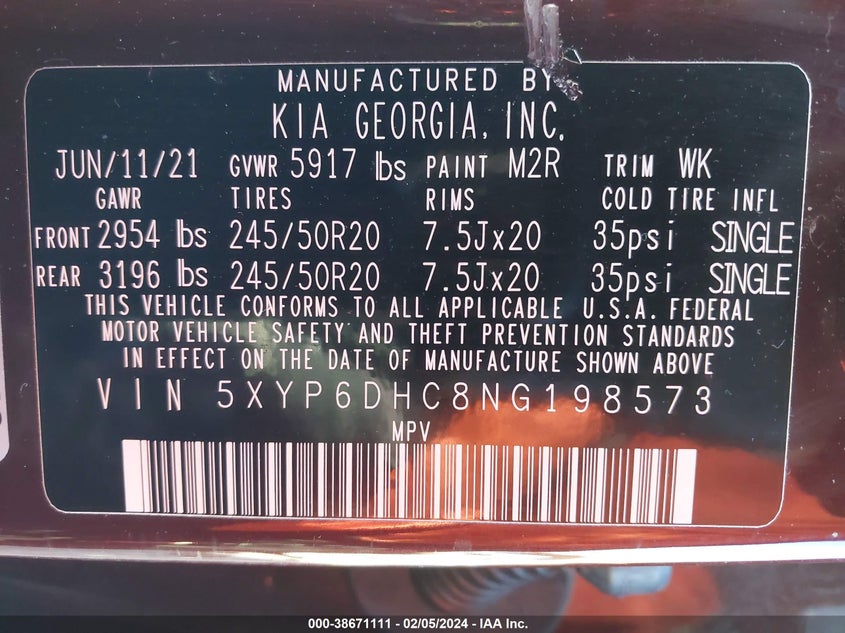 MANUFACTURED BY
KIA GEORGIA, INC.
JUN/11/21 GVWR 5917 lbs PAINT M2R TRIM WK
GAWR TIRES RIMS COLD TIRE INFL
FRONT 2954 lbs 245/50R20 7.5Jx20 35psi SINGLE
REAR 3196 lbs 245/50R20 7.5Jx20 35psi SINGLE
THIS VEHICLE CONFORMS TO ALL APPLICABLE U.S.A. FEDERAL
MOTOR VEHICLE SAFETY AND THEFT PREVENTION STANDARDS
IN EFFECT ON THE DATE OF MANUFACTURE SHOWN ABOVE
VIN 5XYP6DHC8NG198573
MPV
000-38671111 - 02/05/2024 - IAA Inc.